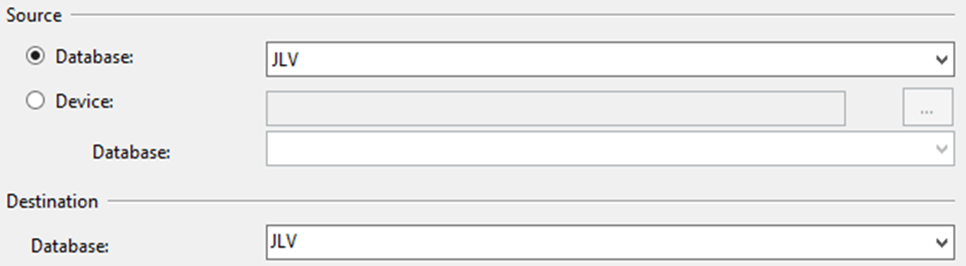 Source
Database:
JLV
Device:
...
Database:
Destination
Database:
JLV